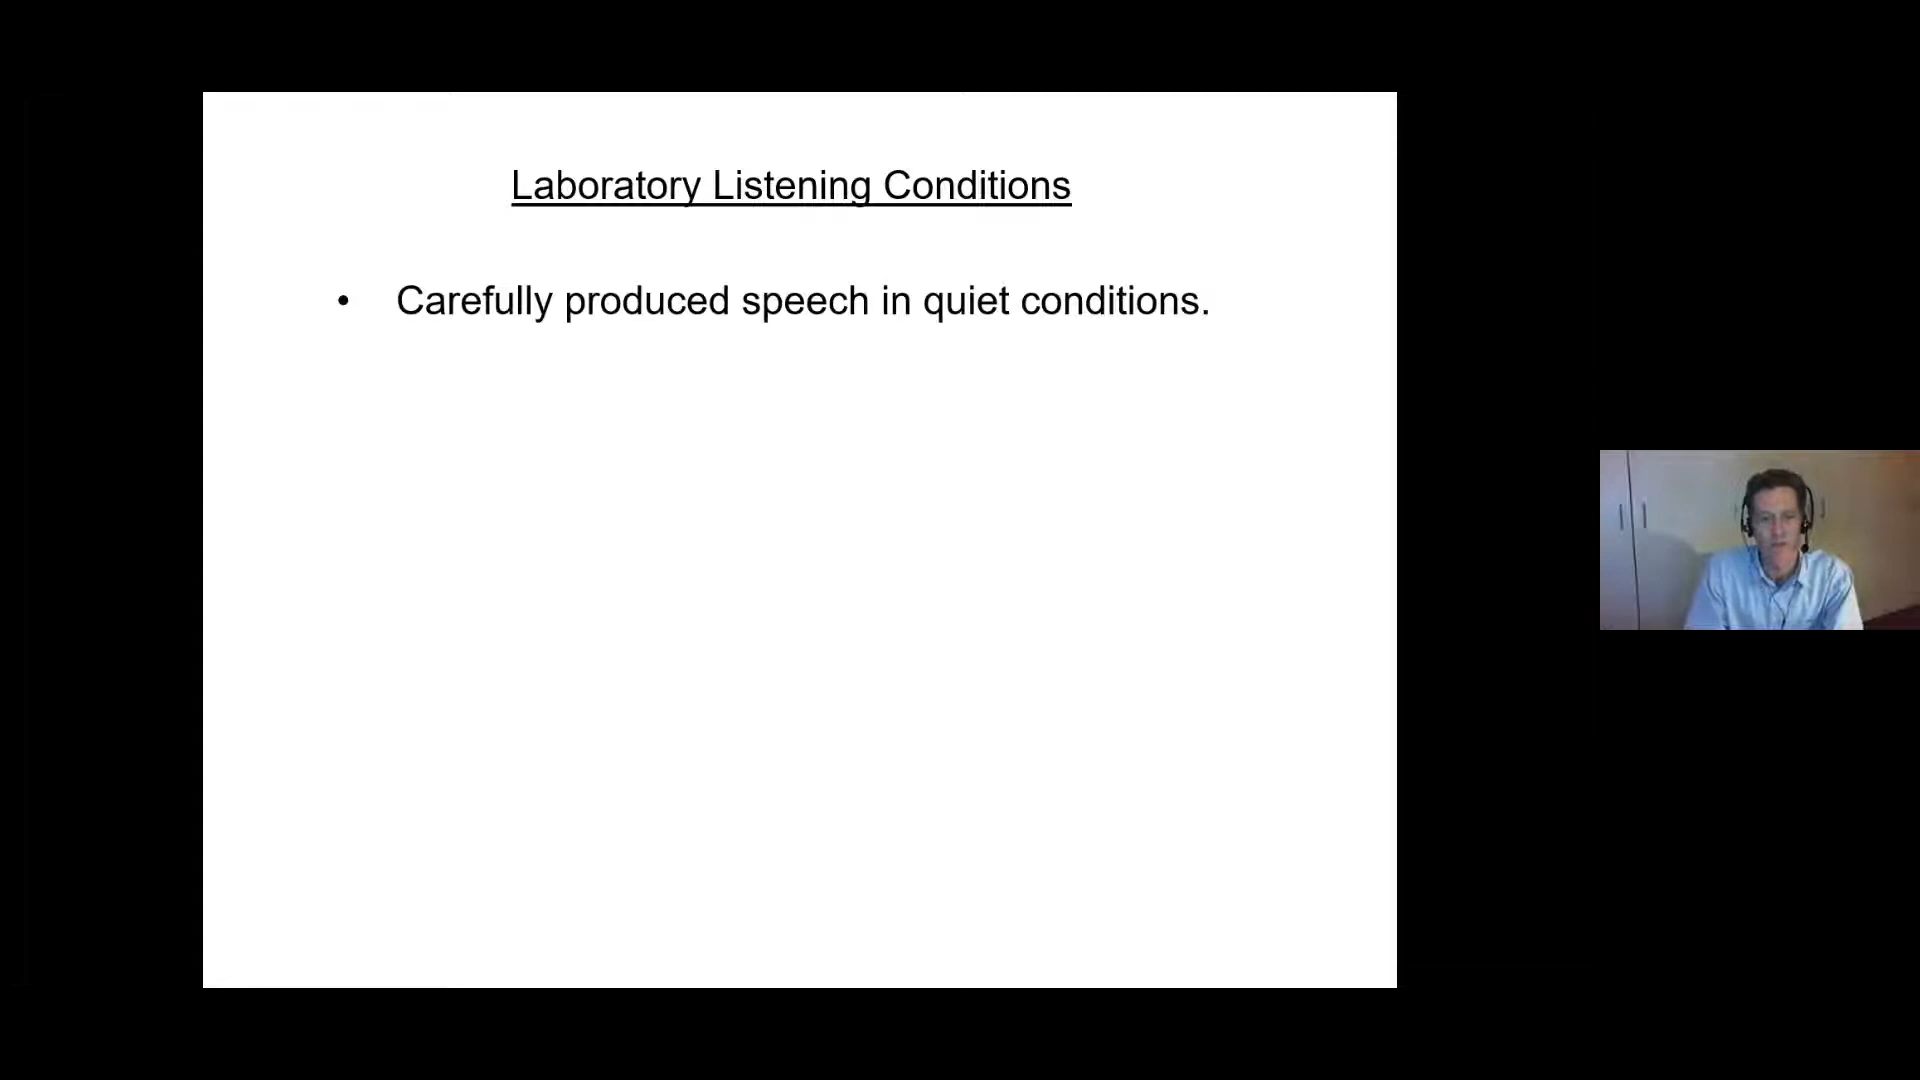 Laboratory Listening Conditions
• Carefully produced speech in quiet conditions.